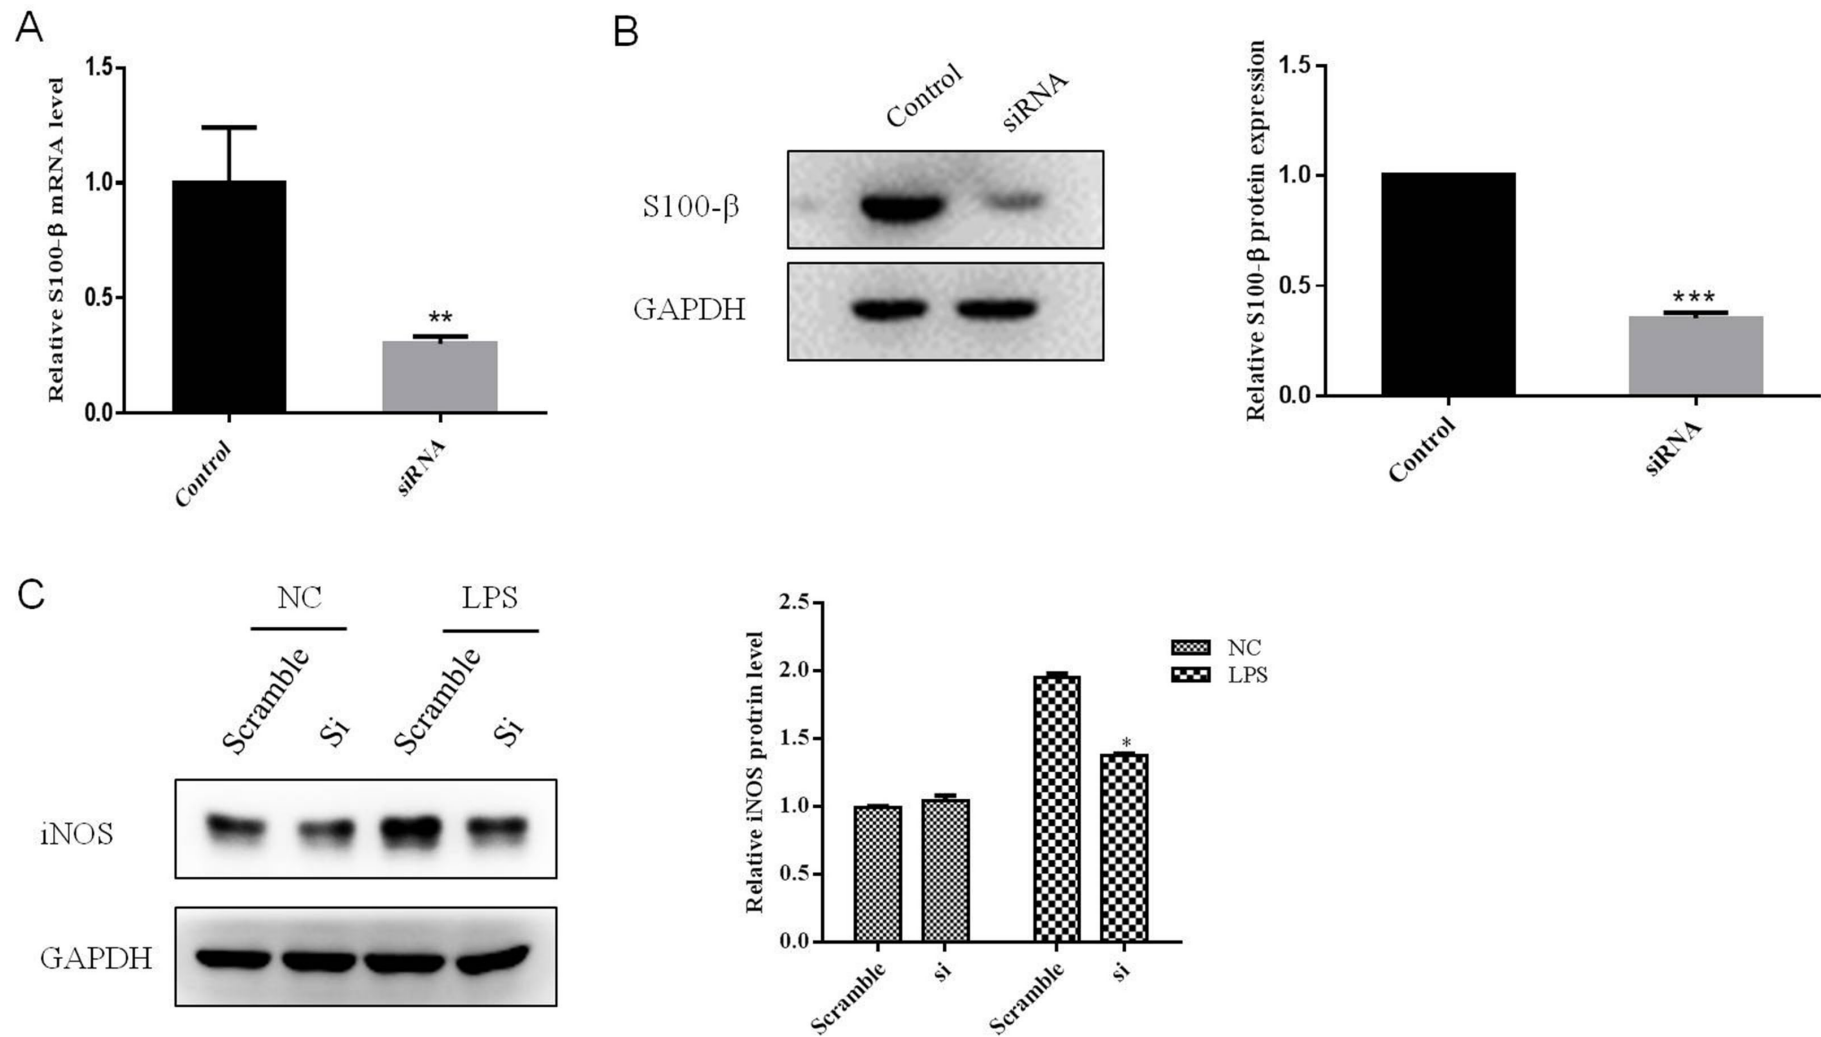 A
Relative S100-β mRNA level
1.5
1.0
0.5
0.0
**
Control
siRNA
B
Control
siRNA
S100-β
GAPDH
Relative S100-β protein expression
1.5
1.0
0.5
0.0
***
Control
siRNA
C
NC
LPS
Scramble
Si
Scramble
Si
iNOS
GAPDH
Relative iNOS protrin level
2.5
2.0
1.5
1.0
0.5
0.0
*
NC
LPS
Scramble
si
Scramble
si